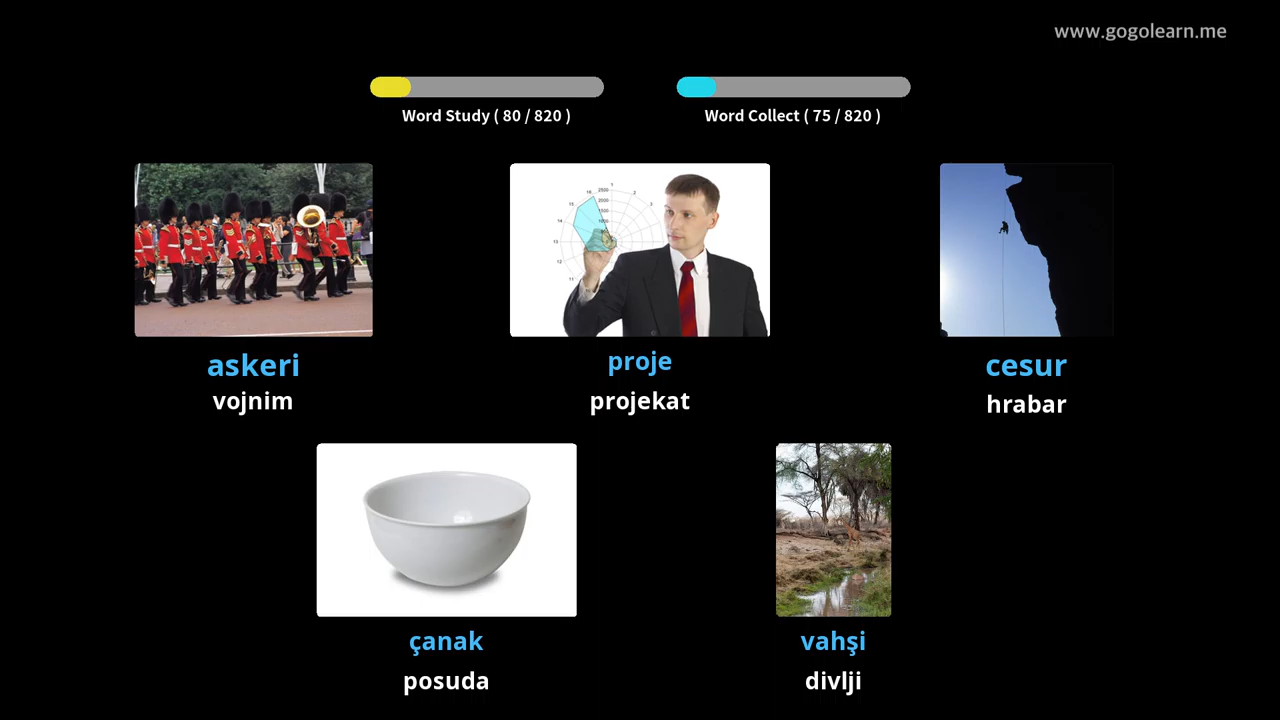 www.gogolearn.me
Word Study ( 80 / 820 )
Word Collect ( 75 / 820 )
askeri
vojnim
proje
projekat
cesur
hrabar
çanak
posuda
vahşi
divlji